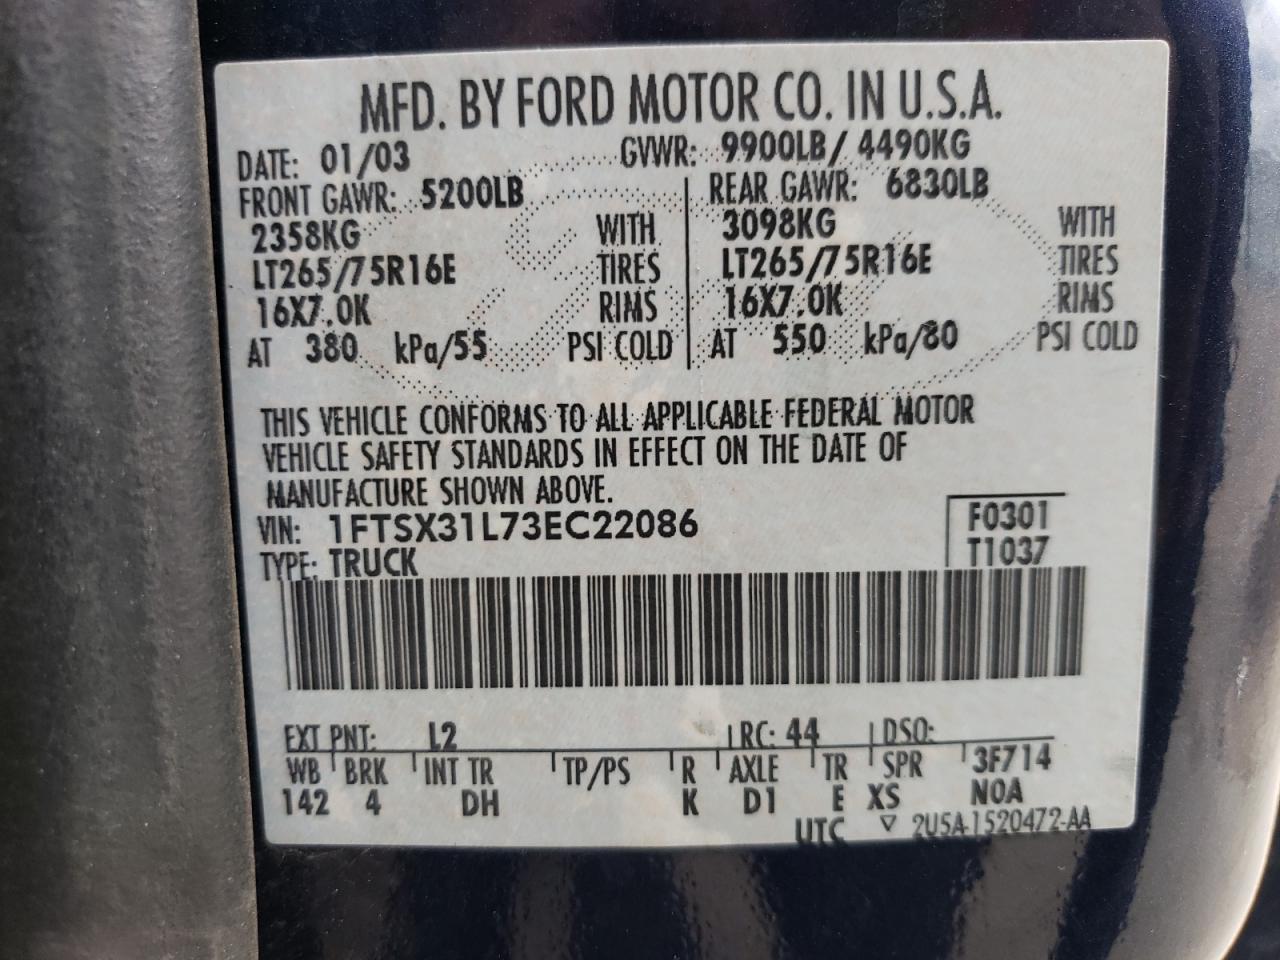 MFD. BY FORD MOTOR CO. IN U.S.A.
DATE: 01/03 GVWR: 9900LB/ 4490KG
FRONT GAWR: 5200LB REAR GAWR: 6830LB
2358KG WITH 3098KG WITH
LT265/75R16E TIRES LT265/75R16E TIRES
16X7.0K RIMS 16X7.0K RIMS
AT 380 kPa/55 PSI COLD AT 550 kPa/80 PSI COLD
THIS VEHICLE CONFORMS TO ALL APPLICABLE FEDERAL MOTOR
VEHICLE SAFETY STANDARDS IN EFFECT ON THE DATE OF
MANUFACTURE SHOWN ABOVE.
VIN: 1FTSX31L73EC22086 F0301
TYPE: TRUCK T1037
EXT PNT: L2 RC: 44 DSO:
WB BRK INT TR TP/PS R AXLE TR SPR 3F714
142 4 DH K D1 E XS NOA
UTC ▽ 2U5A-1520472-AA